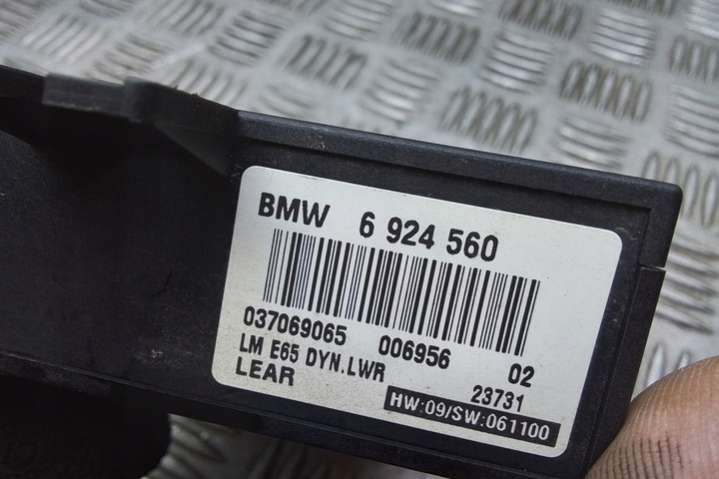 BMW 6 924 560
037069065 006956 02
LM E65 DYN.LWR 23731
LEAR HW:09/SW:061100